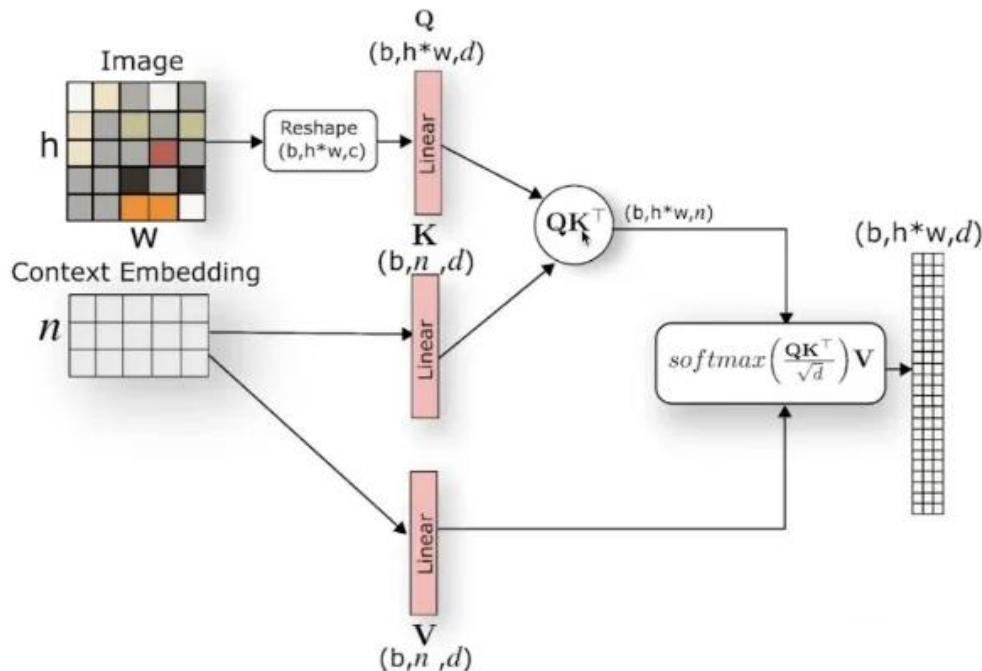 Image
h
W
Reshape
(b,h*w,c)
Q
(b,h*w,d)
Linear
Context Embedding
n
K
(b,n ,d)
Linear
QK⊤
(b,h*w,n)
softmax(QK⊤/√d)V
(b,h*w,d)
Linear
V
(b,n ,d)